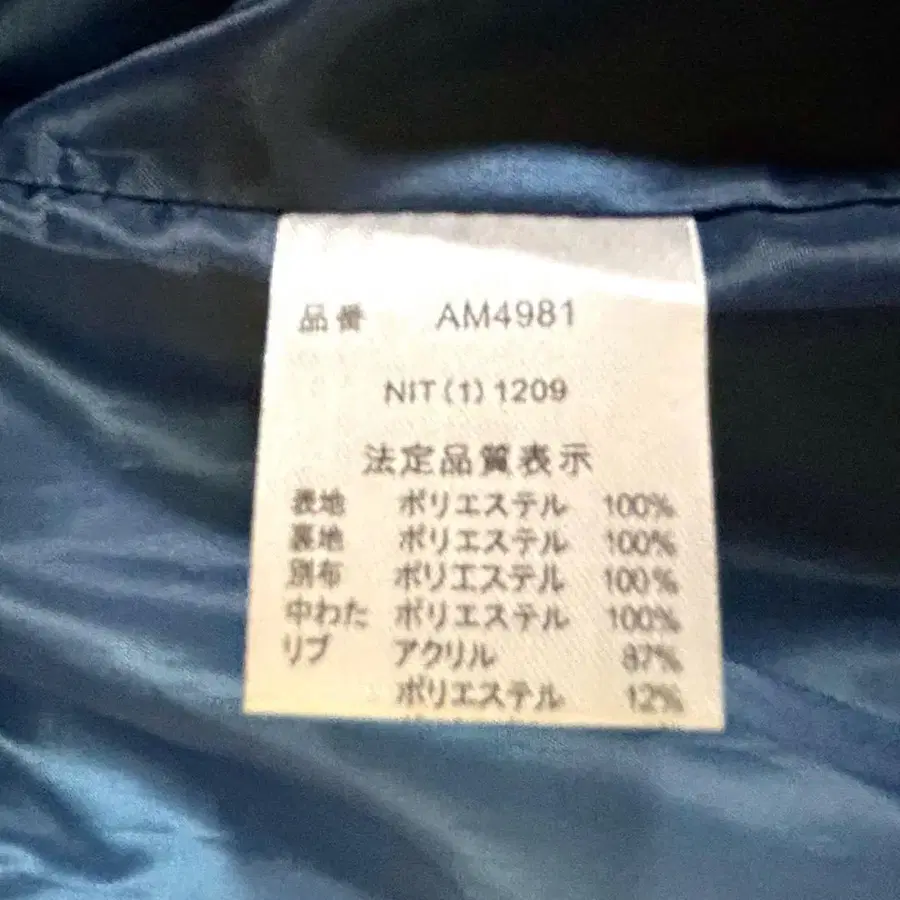 品番 AM4981
NIT (1) 1209
法定品質表示
表地 ポリエステル 100%
裏地 ポリエステル 100%
別布 ポリエステル 100%
中わた ポリエステル 100%
リブ アクリル 87%
ポリエステル 12%